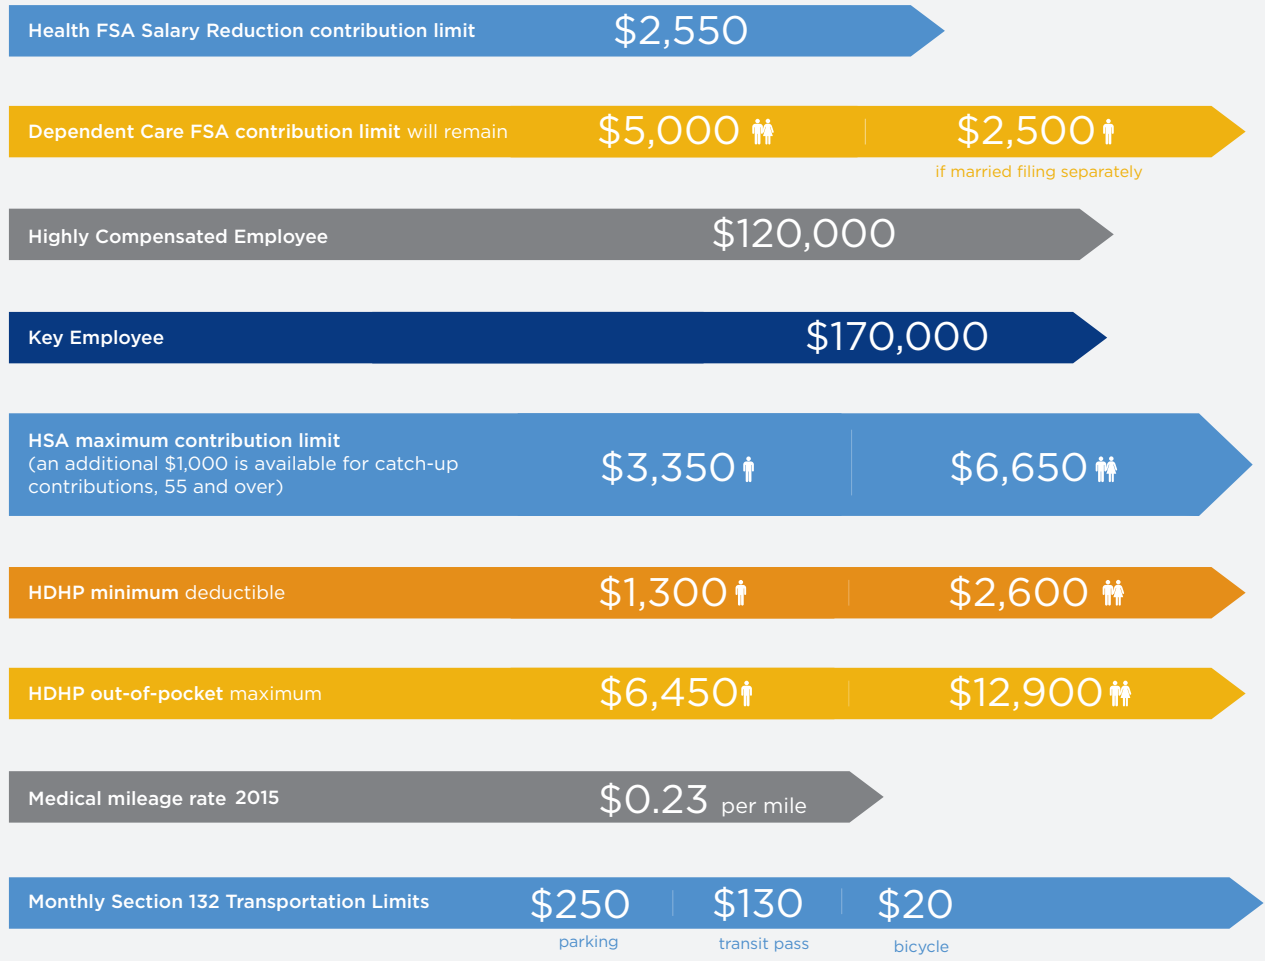 Health FSA Salary Reduction contribution limit $2,550
Dependent Care FSA contribution limit will remain $5,000 $2,500
if married filing separately
Highly Compensated Employee $120,000
Key Employee $170,000
HSA maximum contribution limit
(an additional $1,000 is available for catch-up
contributions, 55 and over)
$3,350 $6,650
HDHP minimum deductible $1,300 $2,600
HDHP out-of-pocket maximum $6,450 $12,900
Medical mileage rate 2015 $0.23 per mile
Monthly Section 132 Transportation Limits $250 $130 $20
parking transit pass bicycle